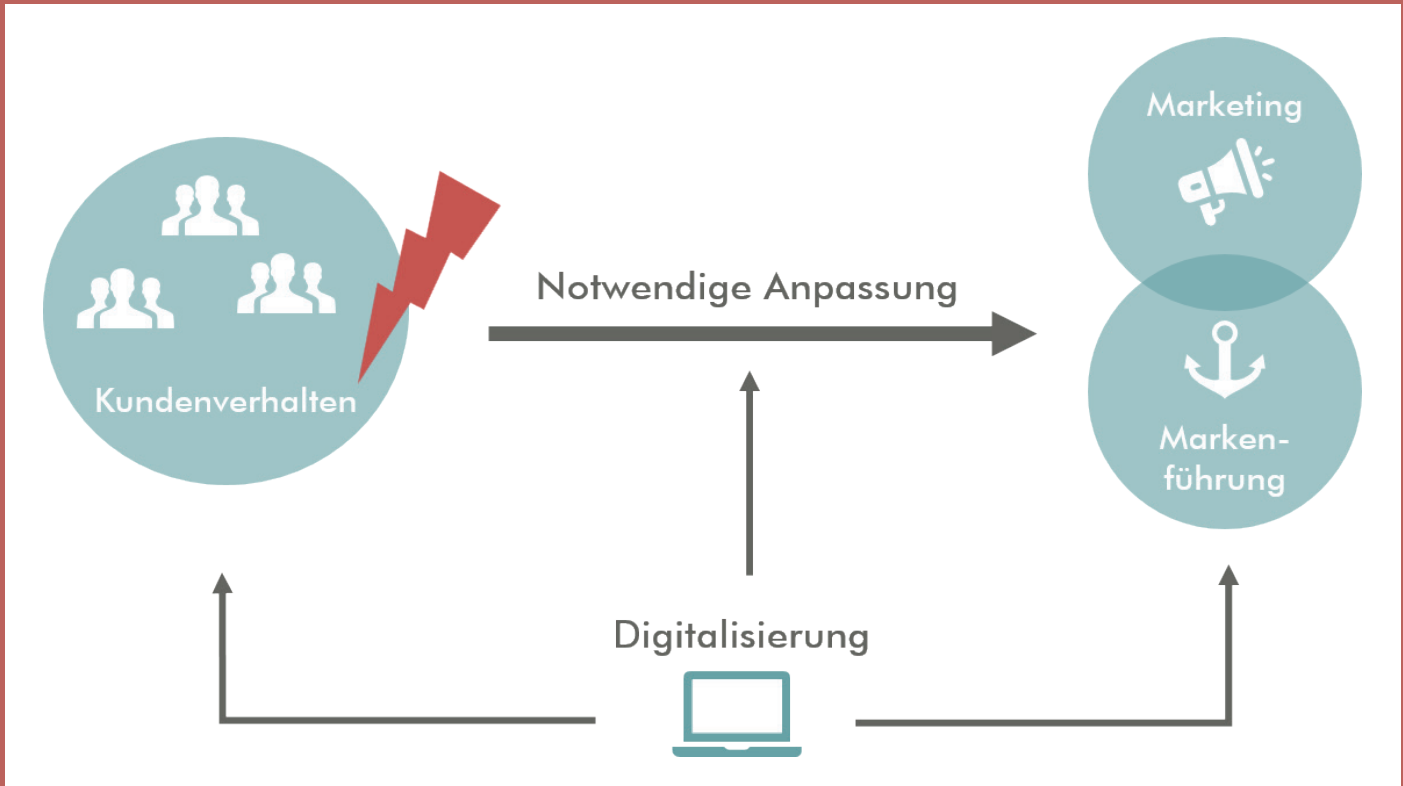 Marketing
Notwendige Anpassung
Kundenverhalten
Marken-
führung
Digitalisierung